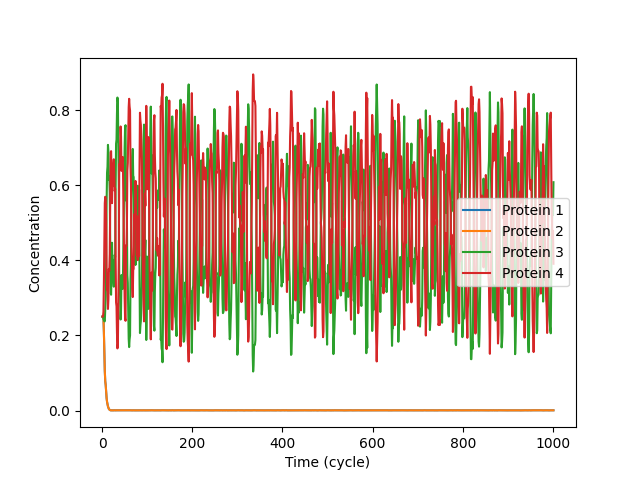 Concentration
0.8
0.6
0.4
0.2
0.0
Protein 1
Protein 2
Protein 3
Protein 4
0 200 400 600 800 1000
Time (cycle)